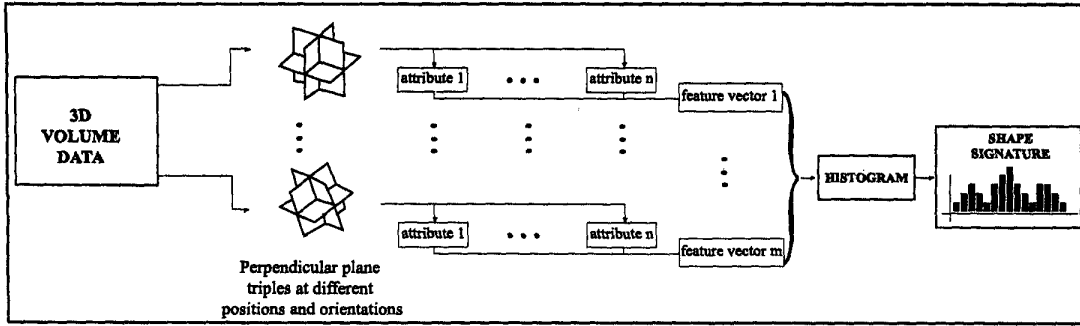 3D
VOLUME
DATA
attribute 1
attribute n
feature vector 1
attribute 1
attribute n
feature vector m
Perpendicular plane
triples at different
positions and orientations
HISTOGRAM
SHAPE
SIGNATURE